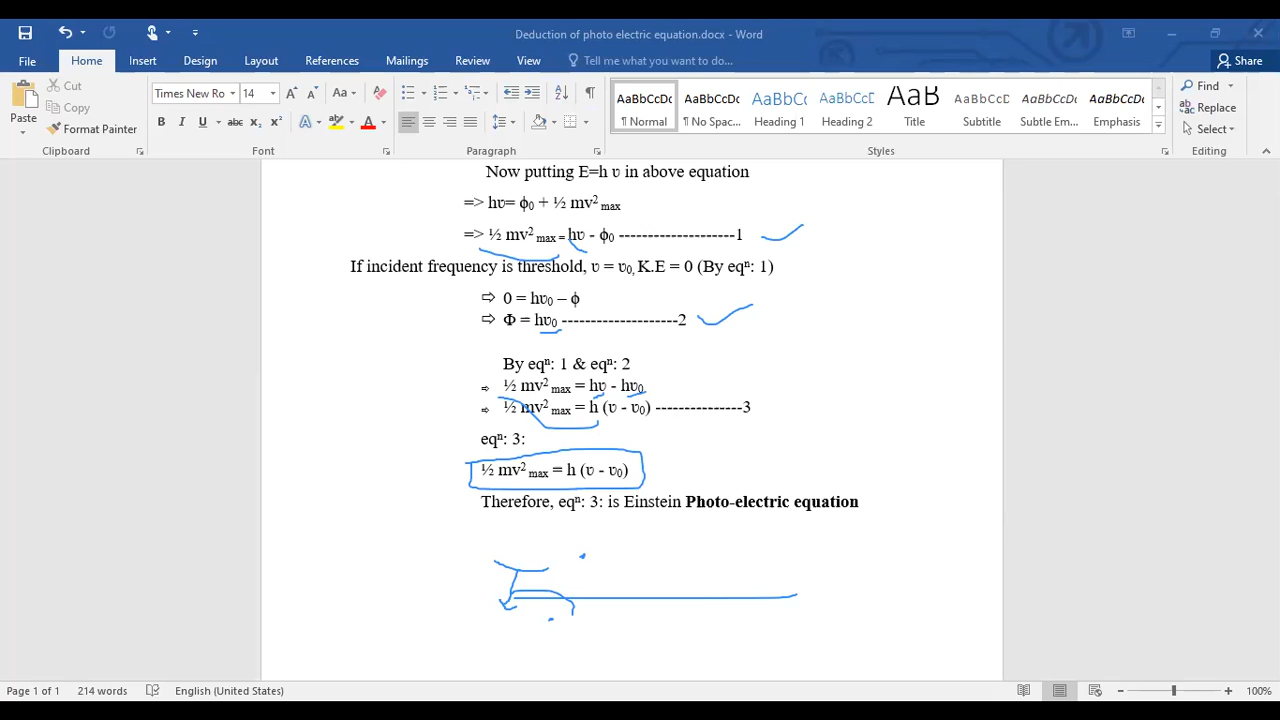 Deduction of photo electric equation.docx - Word
File Home Insert Design Layout References Mailings Review View Tell me what you want to do... Share
Paste Cut Copy Format Painter
Clipboard
Times New Ro 14 Aa
B I U abc x₂ x² A A
Font
Paragraph
AaBbCcDc AaBbCcDc AaBbCc AaBbCcC AaB AaBbCcD AaBbCcDc AaBbCcDc
¶ Normal ¶ No Spac... Heading 1 Heading 2 Title Subtitle Subtle Em... Emphasis
Styles
Find Replace Select
Editing
Now putting E=h υ in above equation
=> hυ= ϕ₀ + ½ mv² max
=> ½ mv² max = hυ - ϕ₀ --------------------1
If incident frequency is threshold, υ = υ₀, K.E = 0 (By eqⁿ: 1)
⇨ 0 = hυ₀ – ϕ
⇨ Φ = hυ₀ --------------------2
By eqⁿ: 1 & eqⁿ: 2
⇨ ½ mv² max = hυ - hυ₀
⇨ ½ mv² max = h (υ - υ₀) ---------------3
eqⁿ: 3:
½ mv² max = h (υ - υ₀)
Therefore, eqⁿ: 3: is Einstein Photo-electric equation
Page 1 of 1 214 words English (United States) 100%